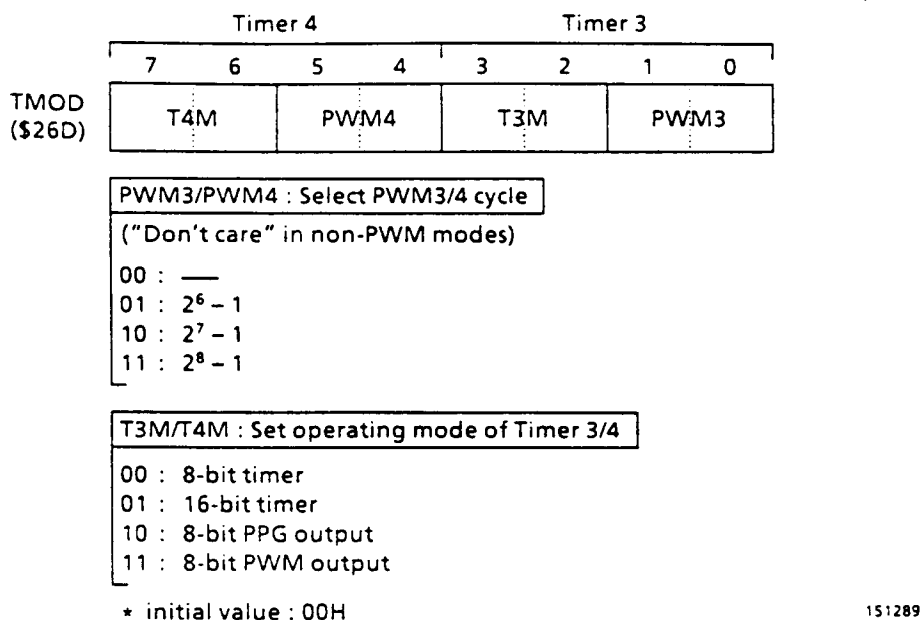 Timer 4 Timer 3
7 6 5 4 3 2 1 0
TMOD
($26D)
T4M PWM4 T3M PWM3
PWM3/PWM4 : Select PWM3/4 cycle
("Don't care" in non-PWM modes)
00 : —
01 : 2⁶ – 1
10 : 2⁷ – 1
11 : 2⁸ – 1
T3M/T4M : Set operating mode of Timer 3/4
00 : 8-bit timer
01 : 16-bit timer
10 : 8-bit PPG output
11 : 8-bit PWM output
* initial value : 00H
151289